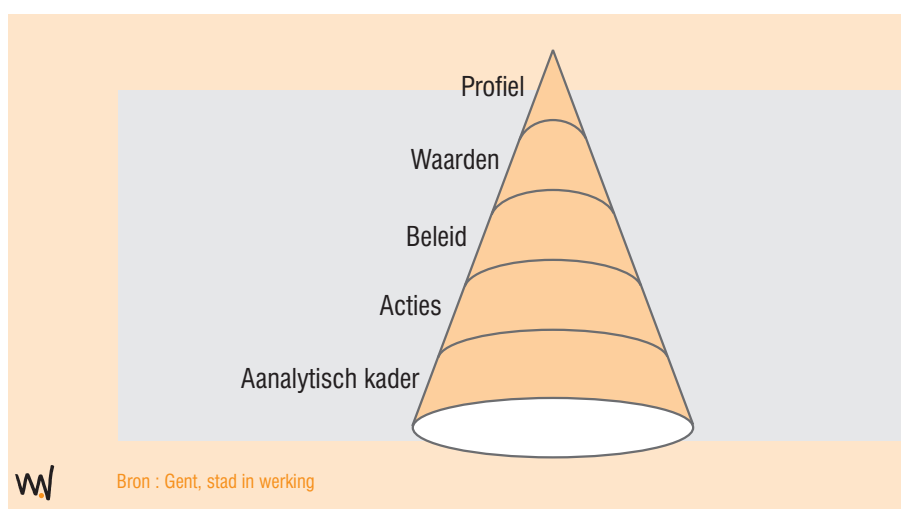 Profiel
Waarden
Beleid
Acties
Aanalytisch kader
Bron : Gent, stad in werking